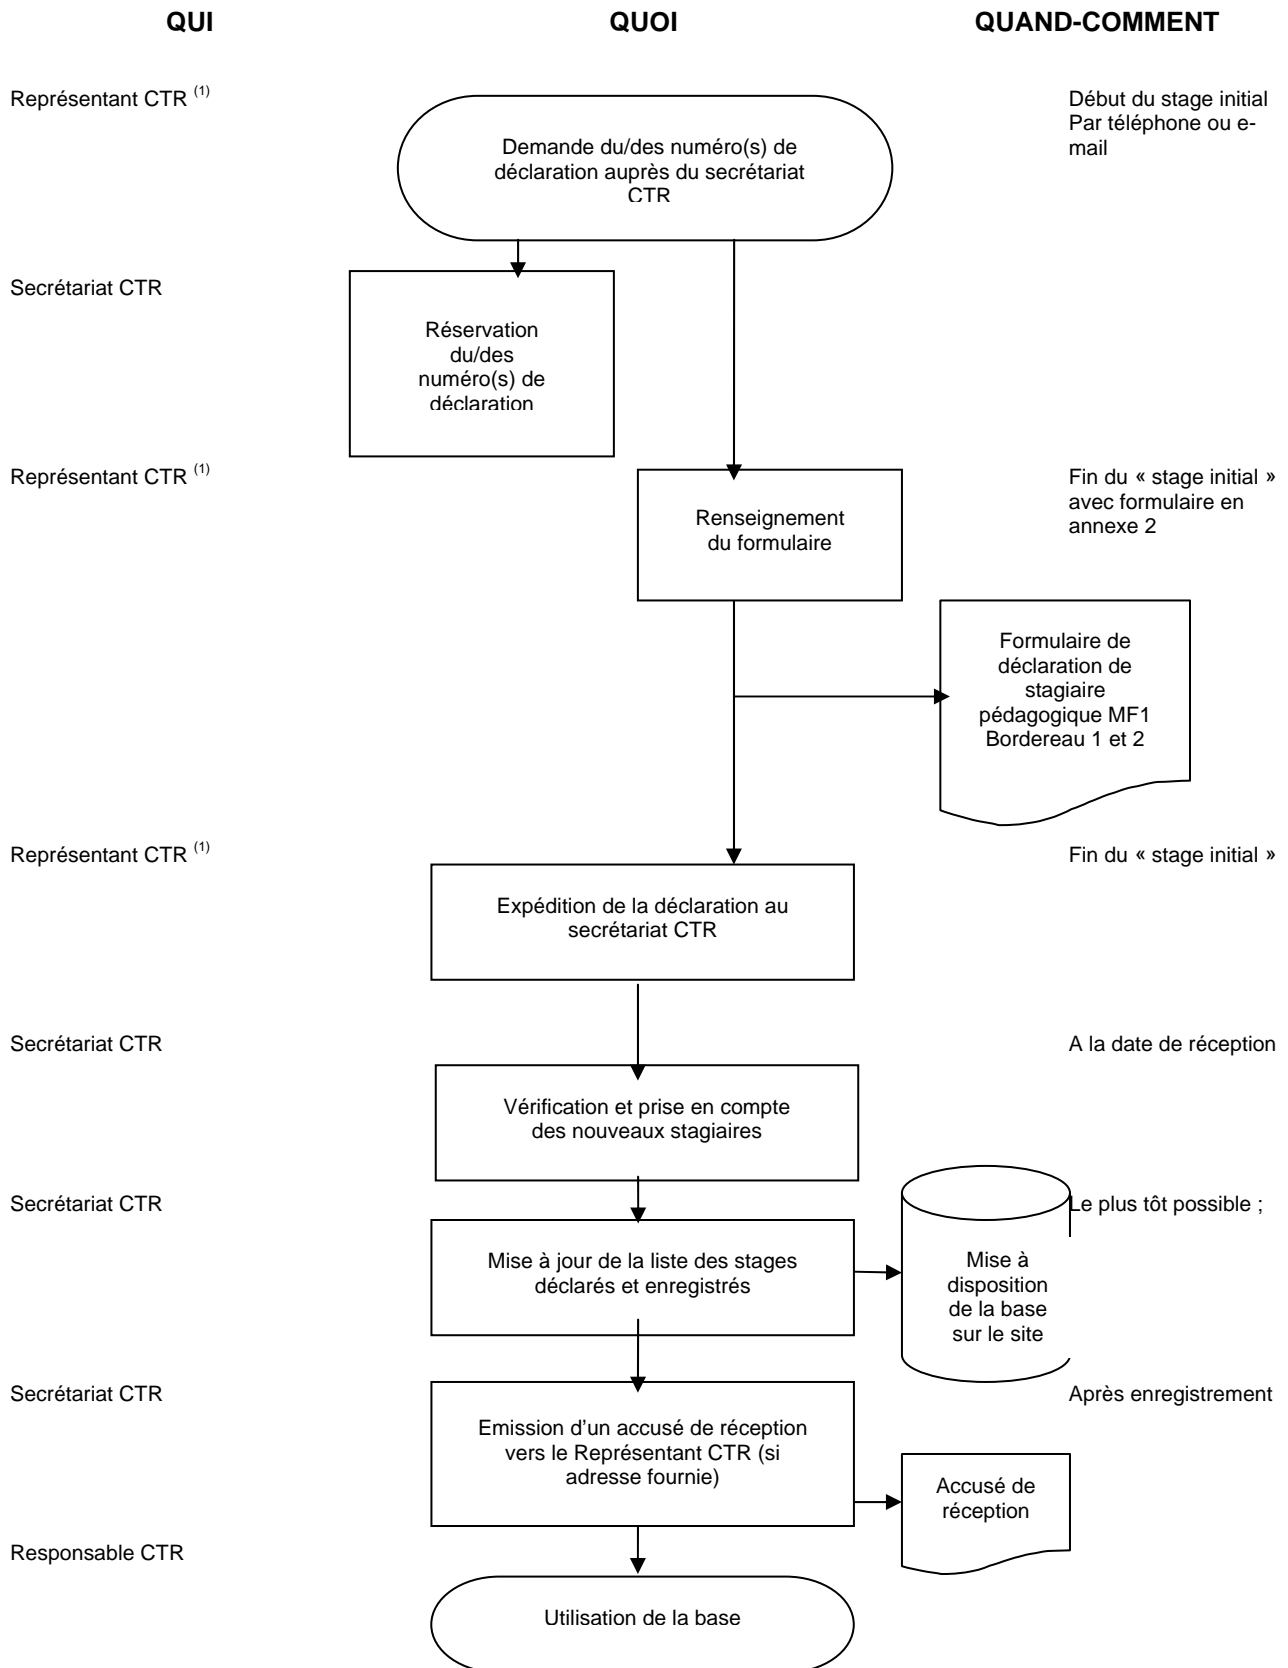 QUI QUOI QUAND-COMMENT
Représentant CTR (1)
Début du stage initial
Par téléphone ou e-
mail
Demande du/des numéro(s) de
déclaration auprès du secrétariat
CTR
Secrétariat CTR
Réservation
du/des
numéro(s) de
déclaration
Représentant CTR (1)
Fin du « stage initial »
avec formulaire en
annexe 2
Renseignement
du formulaire
Formulaire de
déclaration de
stagiaire
pédagogique MF1
Bordereau 1 et 2
Représentant CTR (1)
Fin du « stage initial »
Expédition de la déclaration au
secrétariat CTR
Secrétariat CTR
A la date de réception
Vérification et prise en compte
des nouveaux stagiaires
Secrétariat CTR
Le plus tôt possible ;
Mise à jour de la liste des stages
déclarés et enregistrés
Mise à
disposition
de la base
sur le site
Secrétariat CTR
Après enregistrement
Emission d’un accusé de réception
vers le Représentant CTR (si
adresse fournie)
Accusé de
réception
Responsable CTR
Utilisation de la base